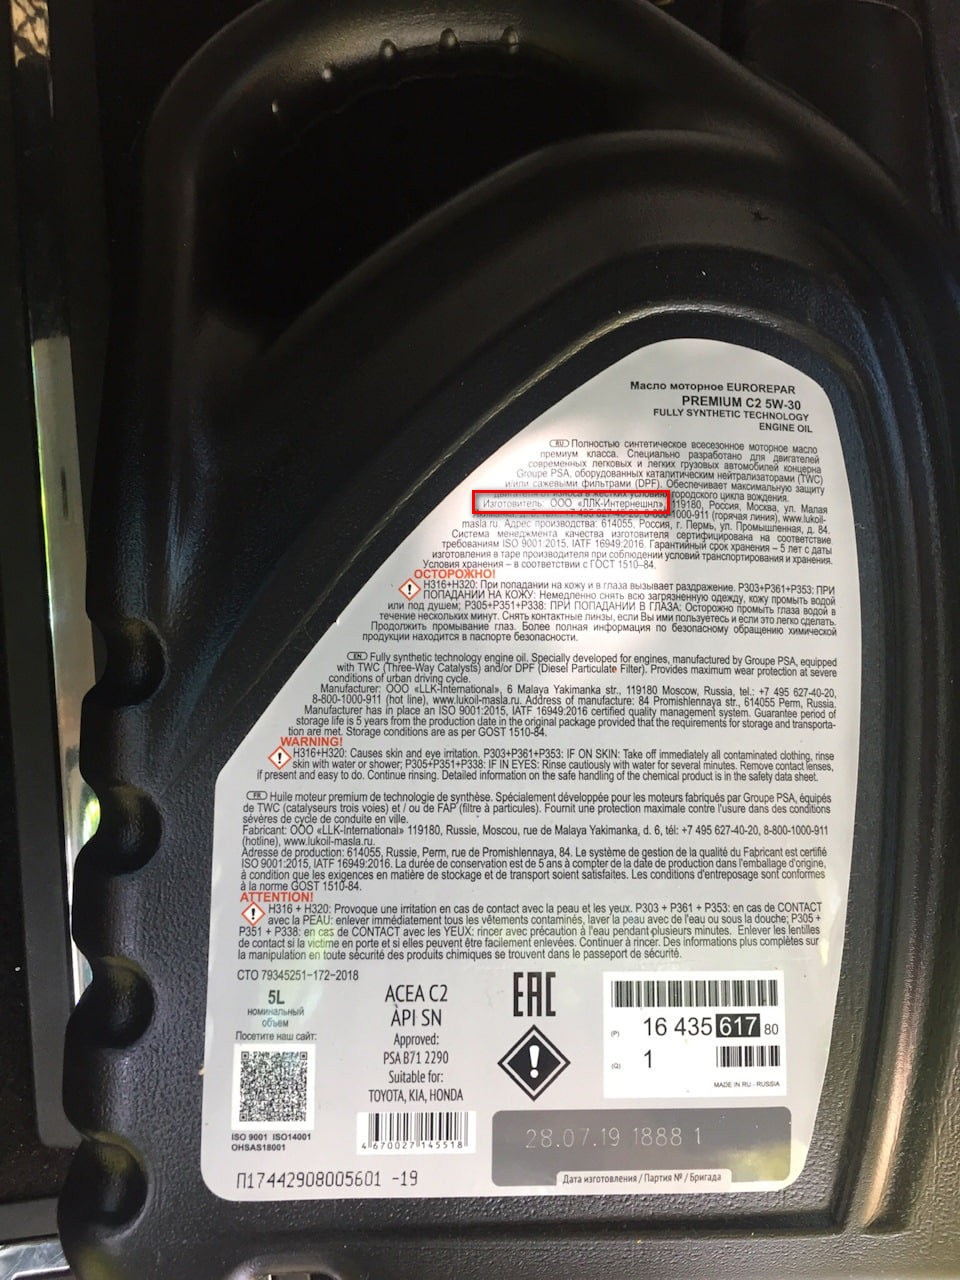 Масло моторное EUROREPAR
PREMIUM C2 5W-30
FULLY SYNTHETIC TECHNOLOGY
ENGINE OIL
RU Полностью синтетическое всесезонное моторное масло
премиум класса. Специально разработано для двигателей
современных легковых и легких грузовых автомобилей концерна
Groupe PSA, оборудованных каталитическим нейтрализатором (TWC)
и/или сажевыми фильтрами (DPF). Обеспечивает максимальную защиту
двигателя от износа в жестких условиях городского цикла вождения.
Изготовитель: ООО «ЛЛК-Интернешнл», 119180, Россия, Москва, ул. Малая
+7 495 627-40-20, 8-800-1000-911 (горячая линия), www.lukoil-
masla.ru. Адрес производства: 614055, Россия, г. Пермь, ул. Промышленная, д. 84.
Система менеджмента качества изготовителя сертифицирована на соответствие
требованиям ISO 9001:2015, IATF 16949:2016. Гарантийный срок хранения – 5 лет с даты
изготовления в таре производителя при соблюдении условий транспортирования и хранения.
Условия хранения – в соответствии с ГОСТ 1510-84.
ОСТОРОЖНО!
H316+H320: При попадании на кожу и в глаза вызывает раздражение. P303+P361+P353: ПРИ
ПОПАДАНИИ НА КОЖУ: Немедленно снять всю загрязненную одежду, кожу промыть водой
или под душем; P305+P351+P338: ПРИ ПОПАДАНИИ В ГЛАЗА: Осторожно промыть глаза водой в
течение нескольких минут. Снять контактные линзы, если Вы ими пользуетесь и если это легко сделать.
Продолжить промывание глаз. Более полная информация по безопасному обращению химической
продукции находится в паспорте безопасности.
EN Fully synthetic technology engine oil. Specially developed for engines, manufactured by Groupe PSA, equipped
with TWC (Three-Way Catalysts) and/or DPF (Diesel Particulate Filter). Provides maximum wear protection at severe
conditions of urban driving cycle.
Manufacturer: OOO «LLK-International», 6 Malaya Yakimanka str., 119180 Moscow, Russia, tel.: +7 495 627-40-20,
8-800-1000-911 (hot line), www.lukoil-masla.ru. Address of manufacture: 84 Promishlennaya str., 614055 Perm, Russia.
Manufacturer has in place an ISO 9001:2015, IATF 16949:2016 certified quality management system. Guarantee period of
storage life is 5 years from the production date in the original package provided that the requirements for storage and transporta-
tion are met. Storage conditions are as per GOST 1510-84.
WARNING!
H316+H320: Causes skin and eye irritation. P303+P361+P353: IF ON SKIN: Take off immediately all contaminated clothing, rinse
skin with water or shower; P305+P351+P338: IF IN EYES: Rinse cautiously with water for several minutes. Remove contact lenses,
if present and easy to do. Continue rinsing. Detailed information on the safe handling of the chemical product is in the safety data sheet.
FR Huile moteur premium de technologie de synthèse. Spécialement développée pour les moteurs fabriqués par Groupe PSA, équipés
de TWC (catalyseurs trois voies) et / ou de FAP (filtre à particules). Fournit une protection maximale contre l'usure dans des conditions
sévères de cycle de conduite en ville.
Fabricant: OOO «LLK-International» 119180, Russie, Moscou, rue de Malaya Yakimanka, d. 6, tél: +7 495 627-40-20, 8-800-1000-911
(hotline), www.lukoil-masla.ru.
Adresse de production: 614055, Russie, Perm, rue de Promishlennaya, 84. Le système de gestion de la qualité du Fabricant est certifié
ISO 9001:2015, IATF 16949:2016. La durée de conservation est de 5 ans à compter de la date de production dans l'emballage d'origine,
à condition que les exigences en matière de stockage et de transport soient satisfaites. Les conditions d'entreposage sont conformes
à la norme GOST 1510-84.
ATTENTION!
H316 + H320: Provoque une irritation en cas de contact avec la peau et les yeux. P303 + P361 + P353: en cas de CONTACT
avec la PEAU: enlever immédiatement tous les vêtements contaminés, laver la peau avec de l'eau ou sous la douche; P305 +
P351 + P338: en cas de CONTACT avec les YEUX: rincer avec précaution à l'eau pendant plusieurs minutes. Enlever les lentilles
de contact si la victime en porte et si elles peuvent être facilement enlevées. Continuer à rincer. Des informations plus complètes sur
la manipulation en toute sécurité des produits chimiques se trouvent dans le passeport de sécurité.
СТО 79345251-172-2018
5L
номинальный
объем
Посетите наш сайт:
ISO 9001 ISO14001
OHSAS18001
ACEA C2
API SN
Approved:
PSA B71 2290
Suitable for:
TOYOTA, KIA, HONDA
4 670027 145518
EAC
(P) 16 435 617 80
(Q) 1
MADE IN RU - RUSSIA
28.07.19 1888 1
Дата изготовления / Партия № / Бригада
П17442908005601 -19